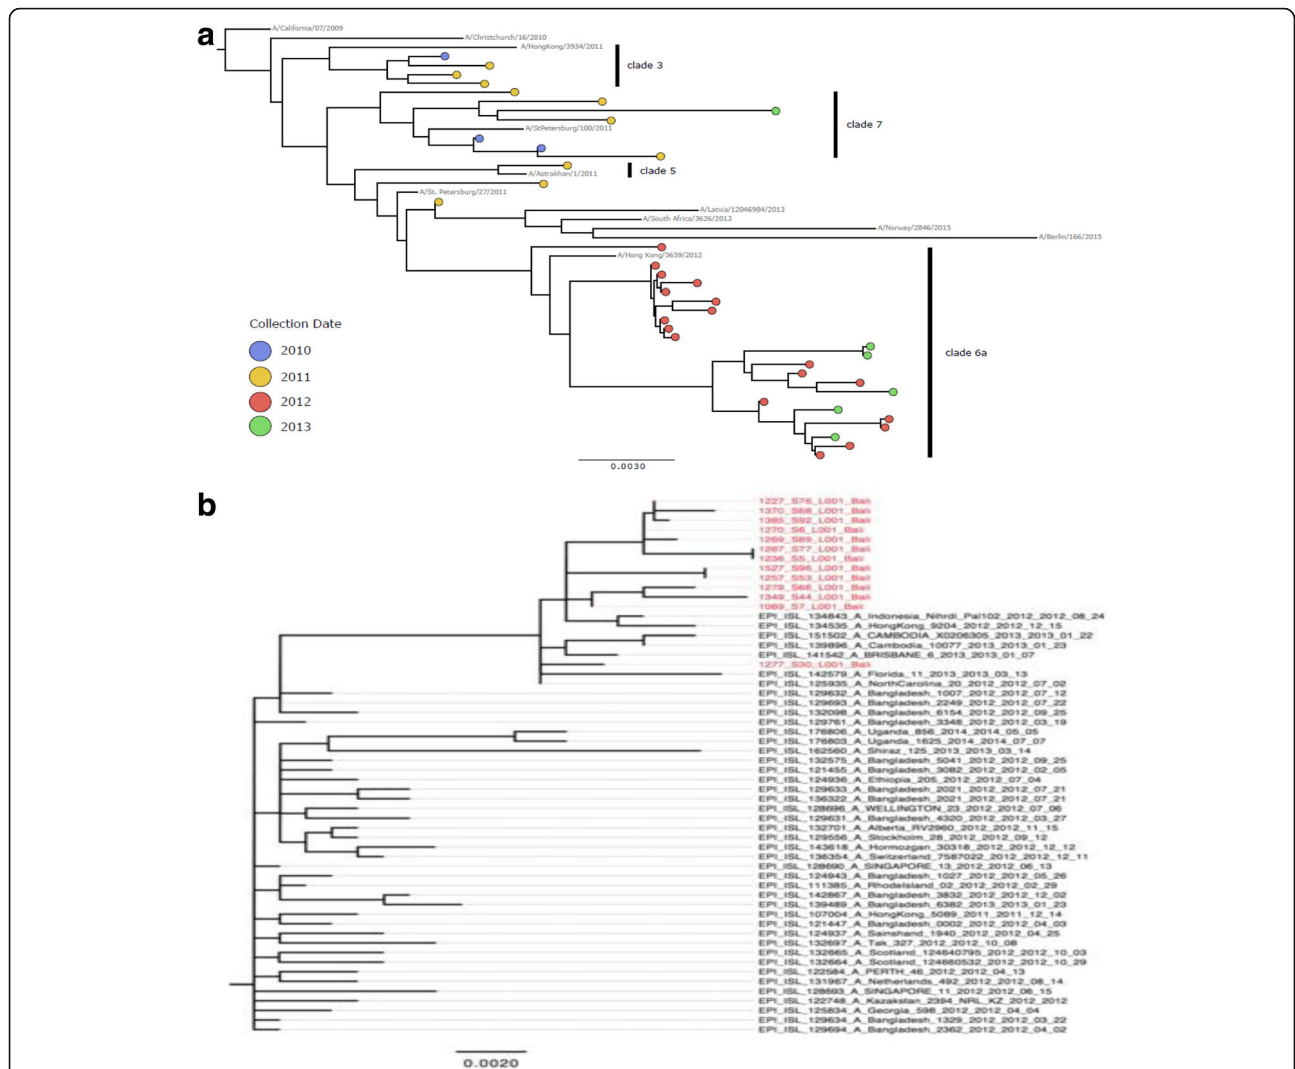 a
A/California/07/2009
A/Christchurch/16/2010
A/HongKong/3934/2011
clade 3
clade 7
A/StPetersburg/100/2011
clade 5
A/Astrakhan/1/2011
A/St. Petersburg/27/2011
A/Latvia/12046984/2013
A/South Africa/3626/2013
A/Norway/2846/2015
A/Berlin/166/2015
A/Hong Kong/5659/2012
clade 6a
Collection Date
2010
2011
2012
2013
0.0030
b
1227_S76_L001_Bali
1370_S68_L001_Bali
1385_S92_L001_Bali
1270_S6_L001_Bali
1269_S89_L001_Bali
1267_S77_L001_Bali
1236_S5_L001_Bali
1527_S96_L001_Bali
1257_S53_L001_Bali
1279_S66_L001_Bali
1349_S44_L001_Bali
1069_S7_L001_Bali
EPI_ISL_134843_A_Indonesia_Nihrdi_Pal102_2012_2012_08_24
EPI_ISL_134535_A_HongKong_9204_2012_2012_12_15
EPI_ISL_151502_A_CAMBODIA_X0206305_2013_2013_01_22
EPI_ISL_139896_A_Cambodia_10077_2013_2013_01_23
EPI_ISL_141542_A_BRISBANE_6_2013_2013_01_07
1277_S30_L001_Bali
EPI_ISL_142579_A_Florida_11_2013_2013_03_13
EPI_ISL_125935_A_NorthCarolina_20_2012_2012_07_02
EPI_ISL_129632_A_Bangladesh_1007_2012_2012_07_12
EPI_ISL_129693_A_Bangladesh_2249_2012_2012_07_22
EPI_ISL_132098_A_Bangladesh_6154_2012_2012_09_25
EPI_ISL_129761_A_Bangladesh_3348_2012_2012_03_19
EPI_ISL_176806_A_Uganda_856_2014_2014_05_05
EPI_ISL_176803_A_Uganda_1625_2014_2014_07_07
EPI_ISL_162560_A_Shiraz_125_2013_2013_03_14
EPI_ISL_132575_A_Bangladesh_5041_2012_2012_09_25
EPI_ISL_121455_A_Bangladesh_3082_2012_2012_02_05
EPI_ISL_124936_A_Ethiopia_205_2012_2012_07_04
EPI_ISL_129633_A_Bangladesh_2021_2012_2012_07_21
EPI_ISL_136322_A_Bangladesh_2021_2012_2012_07_21
EPI_ISL_128696_A_WELLINGTON_23_2012_2012_07_06
EPI_ISL_129631_A_Bangladesh_4320_2012_2012_03_27
EPI_ISL_132701_A_Alberta_RV2960_2012_2012_11_15
EPI_ISL_129556_A_Stockholm_28_2012_2012_09_12
EPI_ISL_143618_A_Hormozgan_30318_2012_2012_12_12
EPI_ISL_136354_A_Switzerland_7587022_2012_2012_12_11
EPI_ISL_128690_A_SINGAPORE_13_2012_2012_06_13
EPI_ISL_124943_A_Bangladesh_1027_2012_2012_05_26
EPI_ISL_111385_A_RhodeIsland_02_2012_2012_02_29
EPI_ISL_142867_A_Bangladesh_3832_2012_2012_12_02
EPI_ISL_139489_A_Bangladesh_6382_2013_2013_01_23
EPI_ISL_107004_A_HongKong_5089_2011_2011_12_14
EPI_ISL_121447_A_Bangladesh_0002_2012_2012_04_03
EPI_ISL_124937_A_Sainshand_1940_2012_2012_04_25
EPI_ISL_132697_A_Tak_327_2012_2012_10_08
EPI_ISL_132665_A_Scotland_124640795_2012_2012_10_03
EPI_ISL_132664_A_Scotland_124660532_2012_2012_10_29
EPI_ISL_122584_A_PERTH_46_2012_2012_04_13
EPI_ISL_131967_A_Netherlands_492_2012_2012_08_14
EPI_ISL_128693_A_SINGAPORE_11_2012_2012_06_15
EPI_ISL_122748_A_Kazakstan_2394_NRL_KZ_2012_2012
EPI_ISL_125834_A_Georgia_598_2012_2012_04_04
EPI_ISL_129634_A_Bangladesh_1329_2012_2012_03_22
EPI_ISL_129694_A_Bangladesh_2362_2012_2012_04_02
0.0020